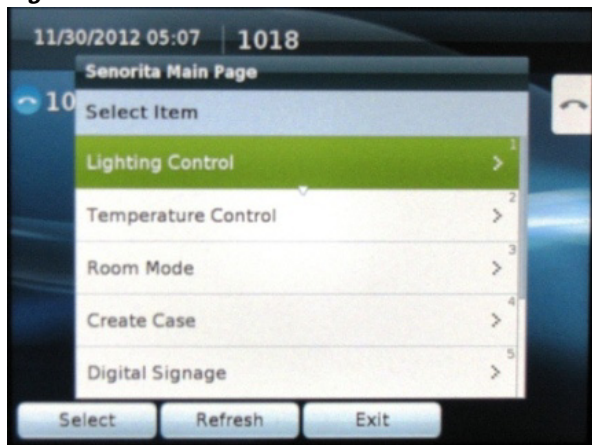 11/30/2012 05:07 1018
Senorita Main Page
10
Select Item
Lighting Control > 1
Temperature Control > 2
Room Mode > 3
Create Case > 4
Digital Signage > 5
Select Refresh Exit